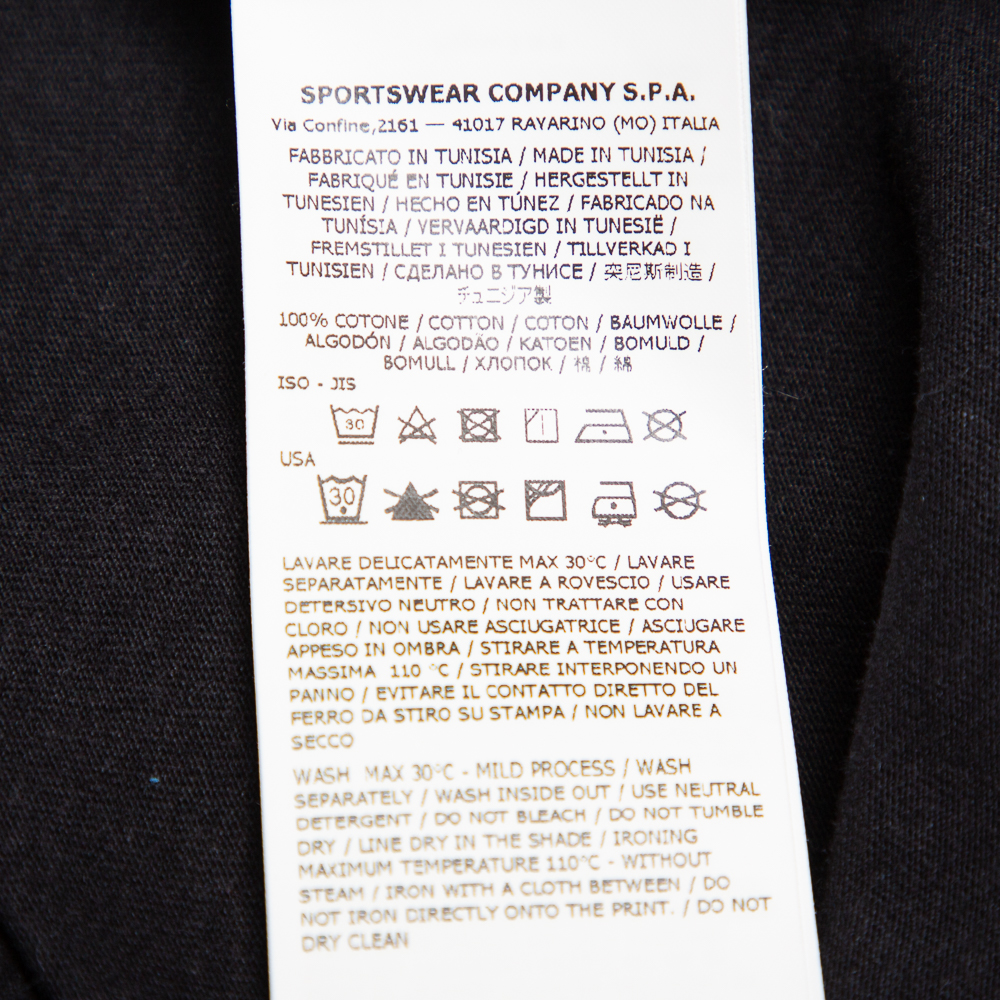 SPORTSWEAR COMPANY S.P.A.
Via Confine,2161 — 41017 RAVARINO (MO) ITALIA
FABBRICATO IN TUNISIA / MADE IN TUNISIA /
FABRIQUÉ EN TUNISIE / HERGESTELLT IN
TUNESIEN / HECHO EN TÚNEZ / FABRICADO NA
TUNÍSIA / VERVAARDIGD IN TUNESIË /
FREMSTILLET I TUNESIEN / TILLVERKAD I
TUNISIEN / СДЕЛАНО В ТУНИСЕ / 突尼斯制造 /
チュニジア製
100% COTONE / COTTON / COTON / BAUMWOLLE /
ALGODÓN / ALGODÃO / KATOEN / BOMULD /
BOMULL / ХЛОПОК / 棉 / 綿
ISO - JIS
30
USA
30
LAVARE DELICATAMENTE MAX 30°C / LAVARE
SEPARATAMENTE / LAVARE A ROVESCIO / USARE
DETERSIVO NEUTRO / NON TRATTARE CON
CLORO / NON USARE ASCIUGATRICE / ASCIUGARE
APPESO IN OMBRA / STIRARE A TEMPERATURA
MASSIMA 110 °C / STIRARE INTERPONENDO UN
PANNO / EVITARE IL CONTATTO DIRETTO DEL
FERRO DA STIRO SU STAMPA / NON LAVARE A
SECCO
WASH MAX 30°C - MILD PROCESS / WASH
SEPARATELY / WASH INSIDE OUT / USE NEUTRAL
DETERGENT / DO NOT BLEACH / DO NOT TUMBLE
DRY / LINE DRY IN THE SHADE / IRONING
MAXIMUM TEMPERATURE 110°C - WITHOUT
STEAM / IRON WITH A CLOTH BETWEEN / DO
NOT IRON DIRECTLY ONTO THE PRINT. / DO NOT
DRY CLEAN